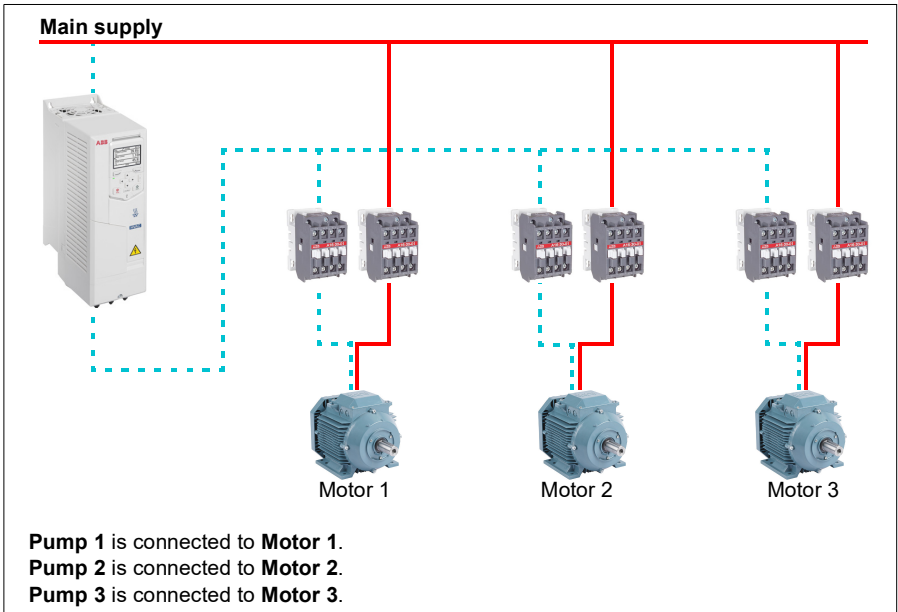 Main supply
ABB
Motor 1
Motor 2
Motor 3
Pump 1 is connected to Motor 1.
Pump 2 is connected to Motor 2.
Pump 3 is connected to Motor 3.